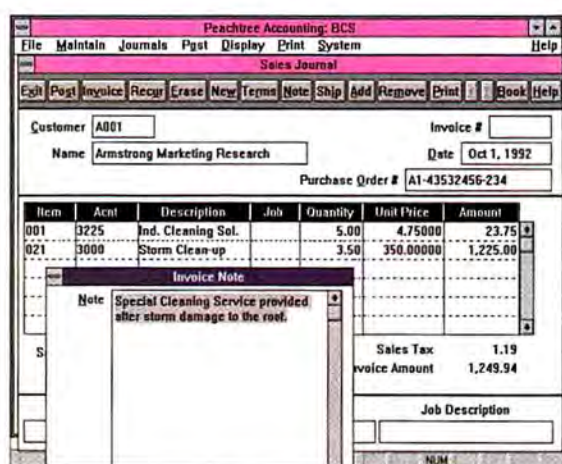 Peachtree Accounting: BCS
File Maintain Journals Post Display Print System Help
Sales Journal
Exit Post Invoice Recur Erase New Terms Note Ship Add Remove Print Book Help
Customer A001 Invoice #
Name Armstrong Marketing Research Date Oct 1, 1992
Purchase Order # A1-43532456-234
Item Acnt Description Job Quantity Unit Price Amount
001 3225 Ind. Cleaning Sol. 5.00 4.75000 23.75
021 3000 Storm Clean-up 3.50 350.00000 1,225.00
Invoice Note
Note Special Cleaning Service provided
after storm damage to the roof.
S Sales Tax 1.19
nvoice Amount 1,249.94
Job Description
NUM